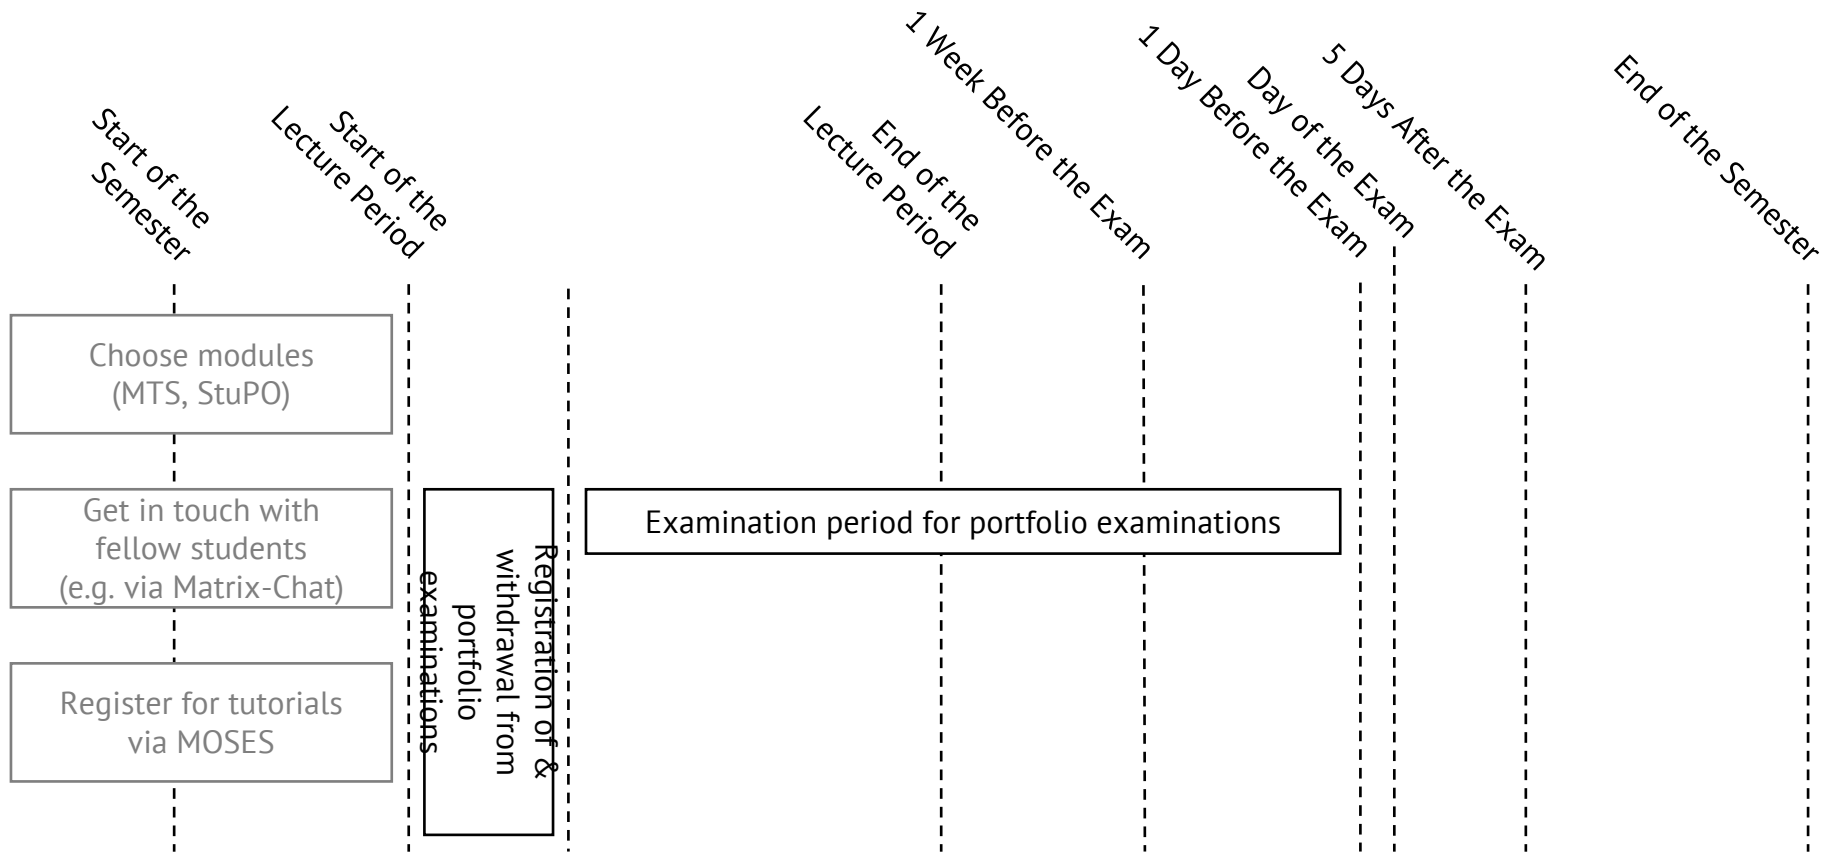 Start of the
Semester
Start of the
Lecture Period
End of the
Lecture Period
1 Week Before the Exam
1 Day Before the Exam
Day of the Exam
5 Days After the Exam
End of the Semester
Choose modules
(MTS, StuPO)
Get in touch with
fellow students
(e.g. via Matrix-Chat)
Register for tutorials
via MOSES
Registration of &
withdrawal from
portfolio
examinations
Examination period for portfolio examinations